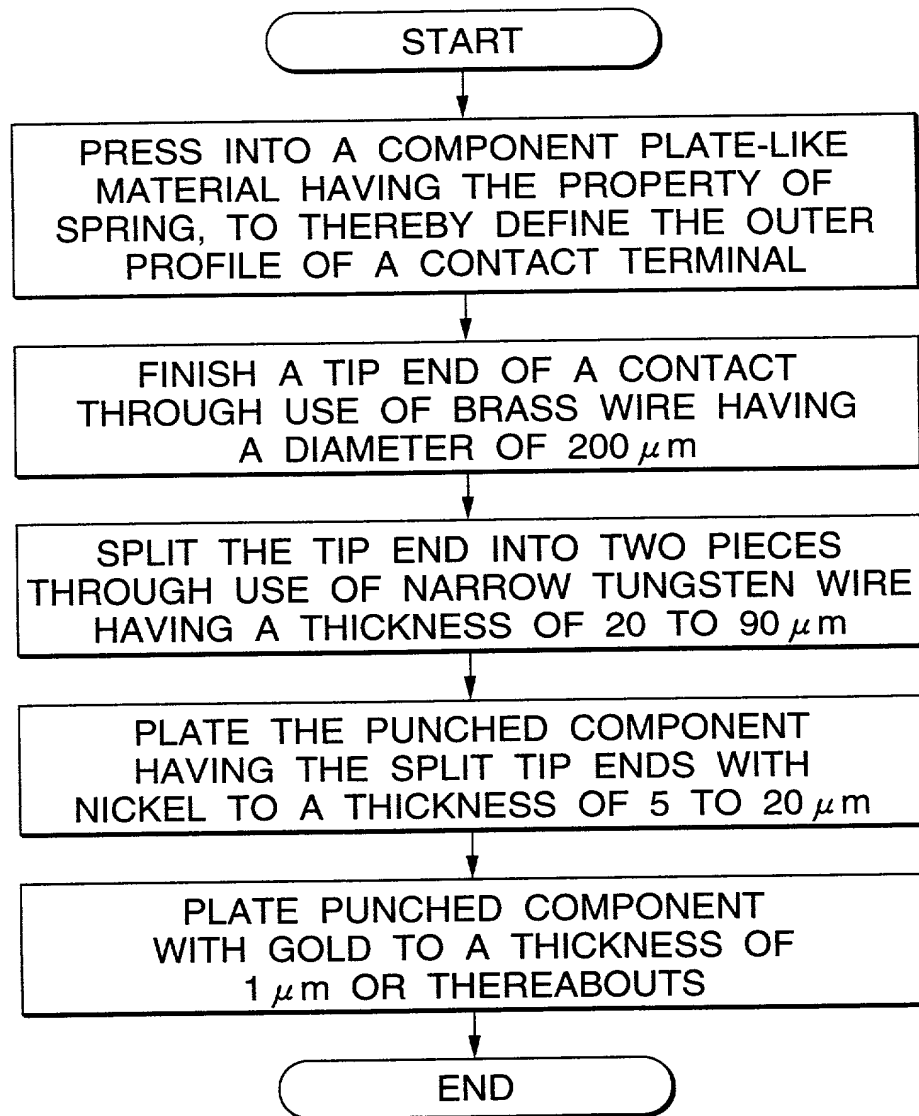 START
PRESS INTO A COMPONENT PLATE-LIKE
MATERIAL HAVING THE PROPERTY OF
SPRING, TO THEREBY DEFINE THE OUTER
PROFILE OF A CONTACT TERMINAL
FINISH A TIP END OF A CONTACT
THROUGH USE OF BRASS WIRE HAVING
A DIAMETER OF 200 μm
SPLIT THE TIP END INTO TWO PIECES
THROUGH USE OF NARROW TUNGSTEN WIRE
HAVING A THICKNESS OF 20 TO 90 μm
PLATE THE PUNCHED COMPONENT
HAVING THE SPLIT TIP ENDS WITH
NICKEL TO A THICKNESS OF 5 TO 20 μm
PLATE PUNCHED COMPONENT
WITH GOLD TO A THICKNESS OF
1 μm OR THEREABOUTS
END